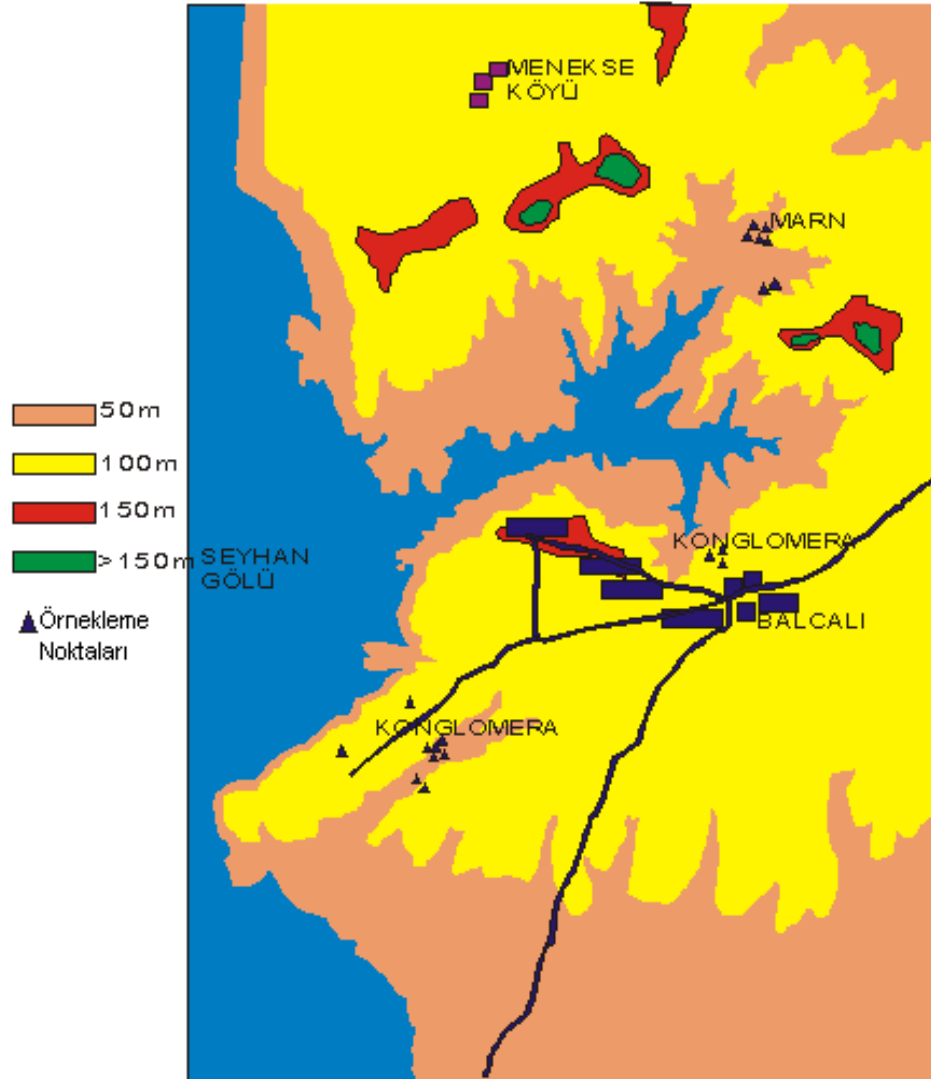 MENEKSE
KÖYÜ
MARN
50m
100m
150m
>150m
SEYHAN
GÖLÜ
Örnekleme
Noktaları
KONGLOMERA
BALCALI
KONGLOMERA